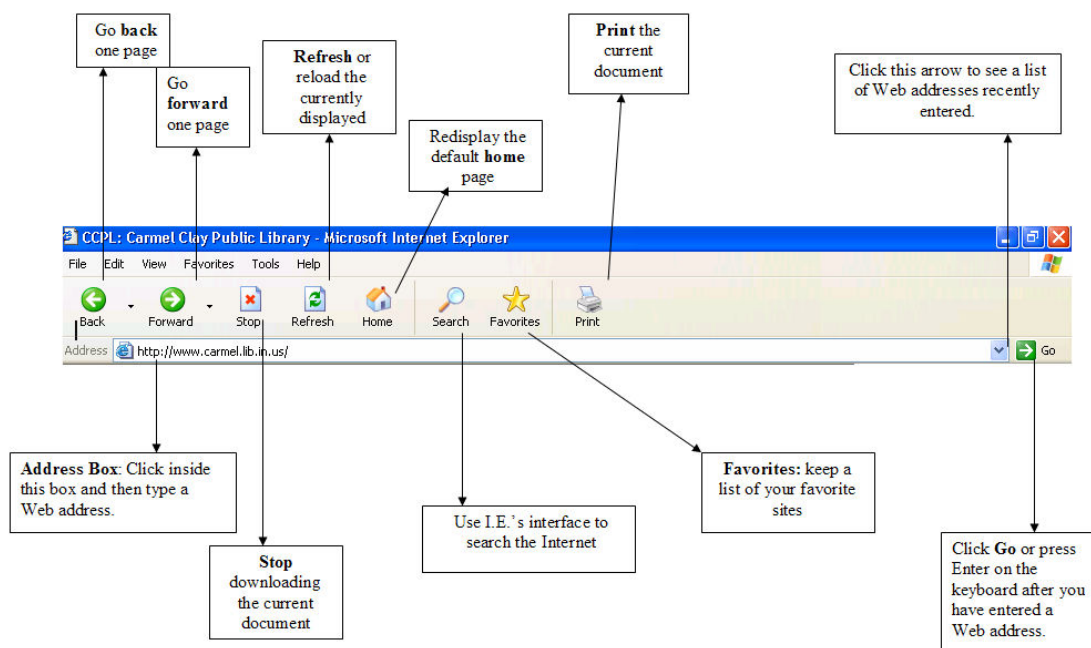 Go back
one page
Go
forward
one page
Refresh or
reload the
currently
displayed
Redisplay the
default home
page
Print the
current
document
Click this arrow to see a list
of Web addresses recently
entered.
CCPL: Carmel Clay Public Library - Microsoft Internet Explorer
File Edit View Favorites Tools Help
Back Forward Stop Refresh Home Search Favorites Print
Address http://www.carmel.lib.in.us/ Go
Address Box: Click inside
this box and then type a
Web address.
Stop
downloading
the current
document
Use I.E.'s interface to
search the Internet
Favorites: keep a
list of your favorite
sites
Click Go or press
Enter on the
keyboard after you
have entered a
Web address.